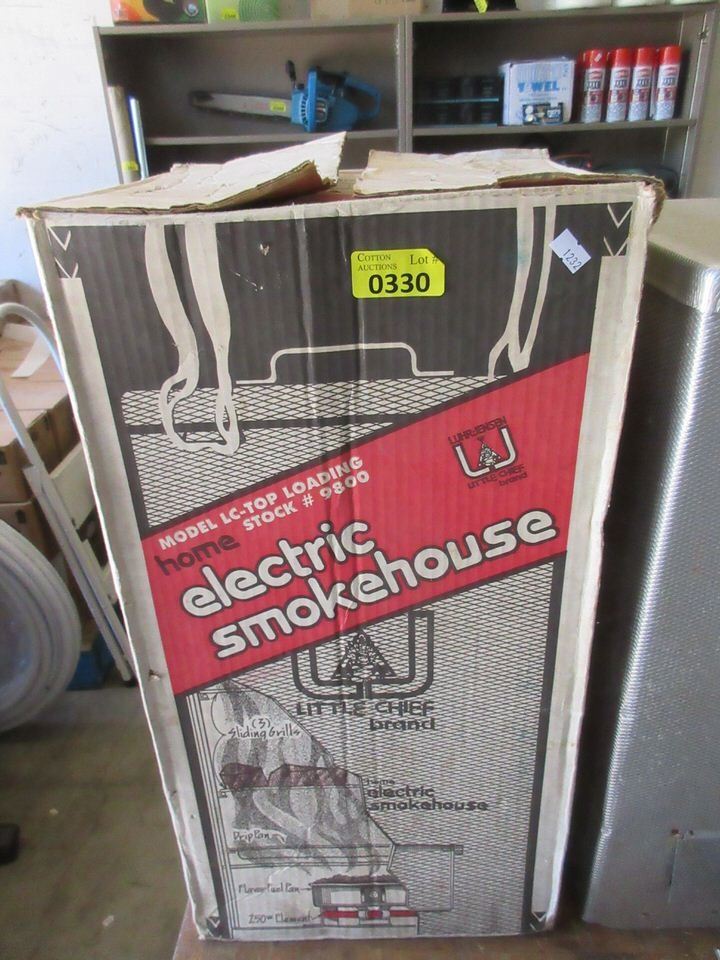 COTTON
AUCTIONS
Lot #
0330
1232
LUHR-JENSEN
LITTLE CHIEF
brand
MODEL LC-TOP LOADING
STOCK # 9800
home
electric
smokehouse
LITTLE CHIEF
brand
(3)
Sliding Grills
home
electric
smokehouse
Drip Pan
Flavor Fuel Pan
250W Element